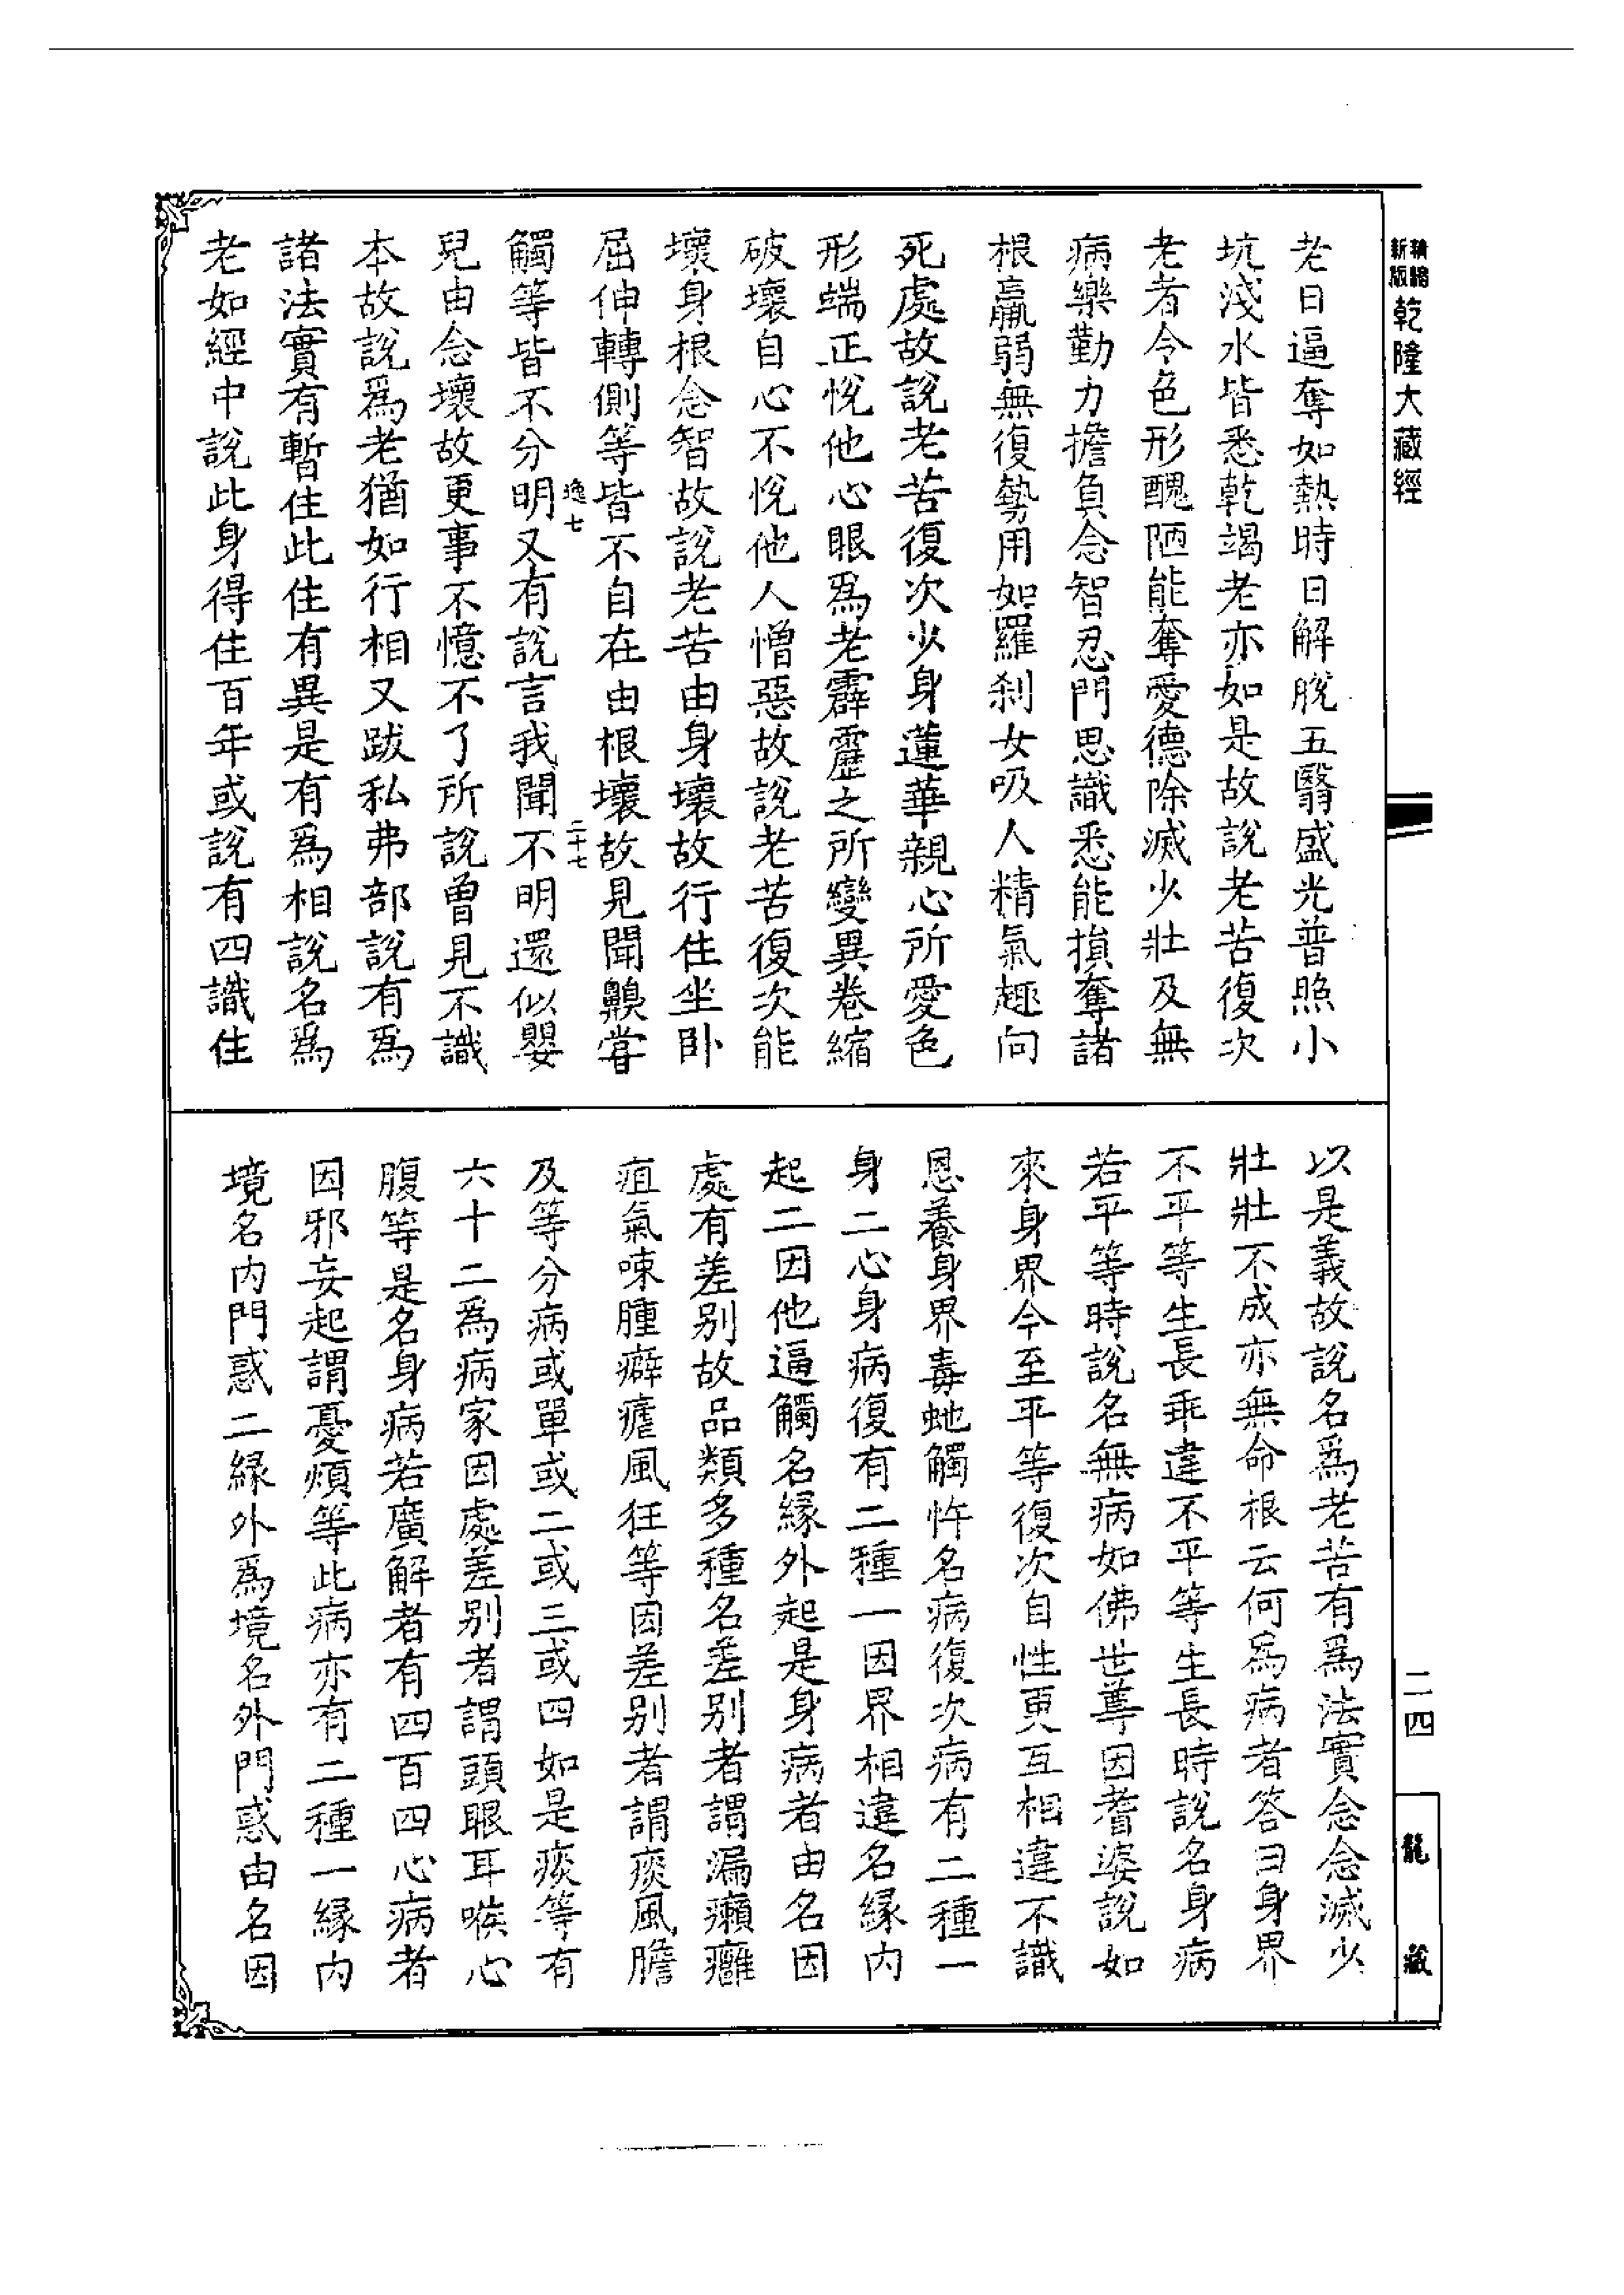 精縮新版 乾隆大藏經
老日逼奪如熱時日解脫五翳盛光普照小
坑淺水皆悉乾竭老亦如是故說老苦復次
老者令色形醜陋能奪愛德除滅少壯及無
病樂勤力擔負念智忍門思識悉能損奪諸
根羸弱無復勢用如羅剎女吸人精氣趣向
死處故說老苦復次少身蓮華親心所愛色
形端正悅他心眼爲老霹靂之所變異卷縮
破壞自心不悅他人憎惡故說老苦復次能
壞身根念智故說老苦由身壞故行住坐卧
屈伸轉側等皆不自在由根壞故見聞齅甞
逸七 二十七
觸等皆不分明又有說言我聞不明還似嬰
兒由念壞故更事不憶不了所說曾見不識
本故說爲老猶如行相又跋私弗部說有爲
諸法實有暫住此住有異是有爲相說名爲
老如經中說此身得住百年或說有四識住
以是義故說名爲老苦有爲法實念念滅少
壯壯不成亦無命根云何爲病者答曰身界
不平等生長乖違不平等生長時說名身病
若平等時說名無病如佛世尊因耆婆說如
來身界今至平等復次自性更互相違不識
恩養身界毒虵觸忤名病復次病有二種一
身二心身病復有二種一因界相違名緣內
起二因他逼觸名緣外起是身病者由名因
處有差別故品類多種名差別者謂漏癩癰
疽氣㖒腫癖瘧風狂等因差別者謂痰風膽
及等分病或單或二或三或四如是痰等有
六十二爲病家因處差別者謂頭眼耳喉心
腹等是名身病若廣解者有四百四心病者
因邪妄起謂憂煩等此病亦有二種一緣內
境名內門惑二緣外爲境名外門惑由名因
二四
龍藏